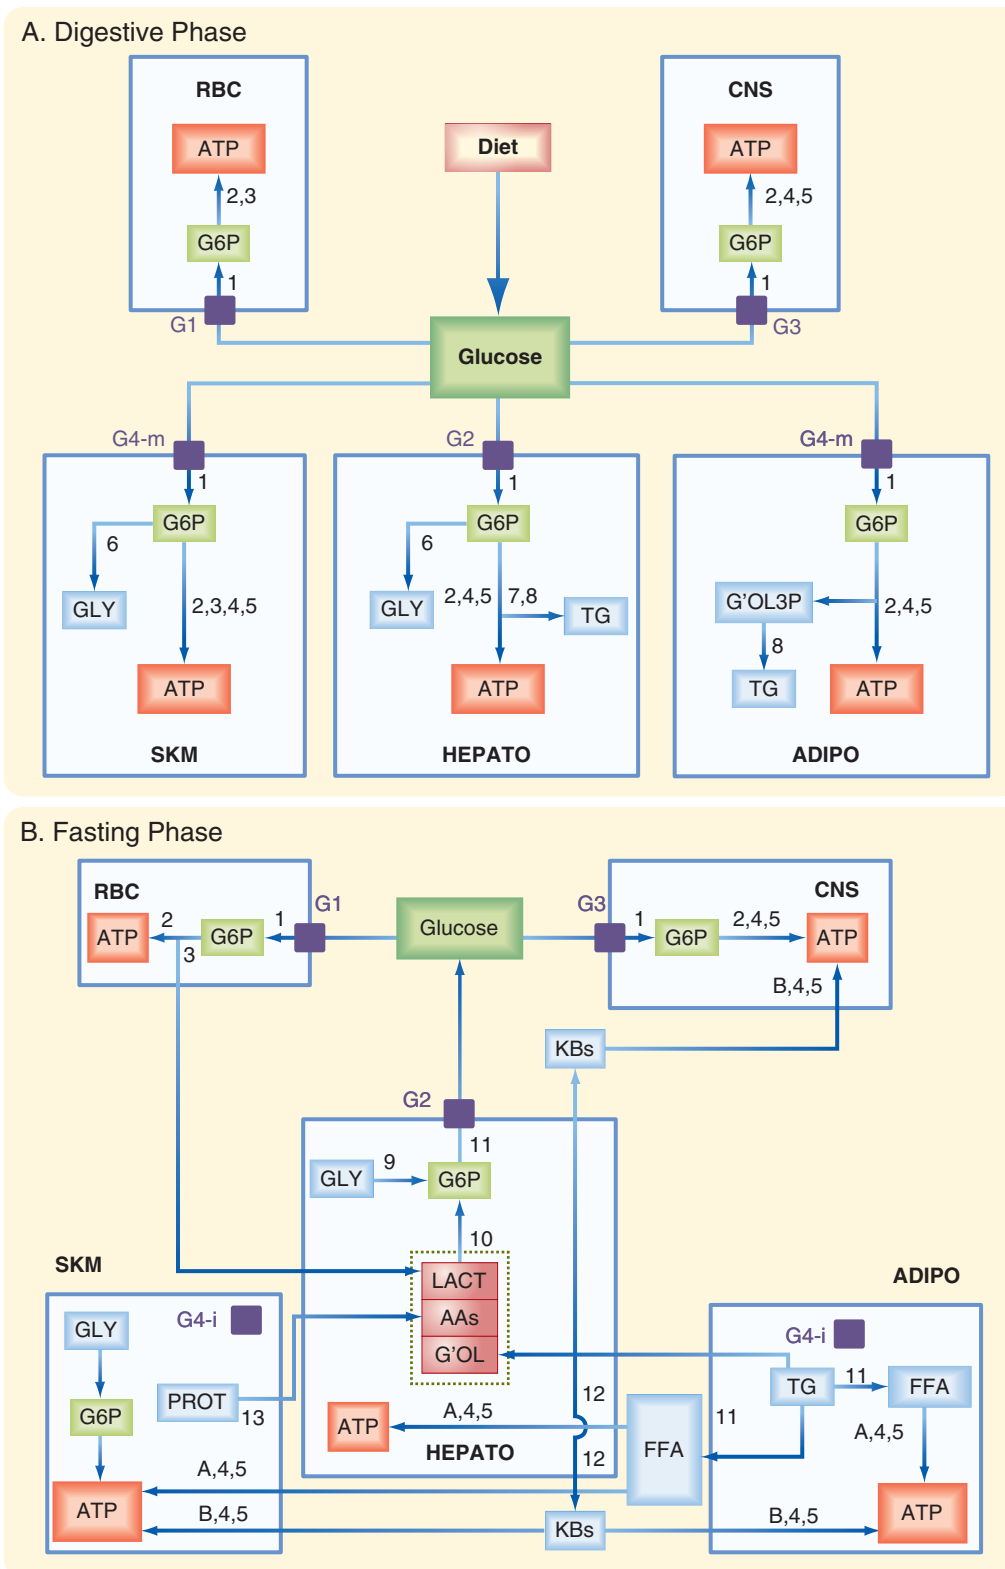 A. Digestive Phase
RBC
CNS
ATP
Diet
ATP
2,3
2,4,5
G6P
G6P
1
1
G1
G3
Glucose
G4-m
G2
G4-m
1
1
1
G6P
G6P
G6P
6
6
GLY
2,3,4,5
GLY
2,4,5
7,8
TG
G'OL3P
2,4,5
8
ATP
ATP
TG
ATP
SKM
HEPATO
ADIPO
B. Fasting Phase
RBC
CNS
G1
G3
ATP
2
3
G6P
1
Glucose
1
G6P
2,4,5
ATP
B,4,5
KBs
G2
11
GLY
9
G6P
10
SKM
LACT
ADIPO
G4-i
AAs
G4-i
GLY
G'OL
PROT
13
G6P
12
TG
11
FFA
A,4,5
ATP
11
A,4,5
HEPATO
FFA
12
A,4,5
ATP
B,4,5
KBs
B,4,5
ATP